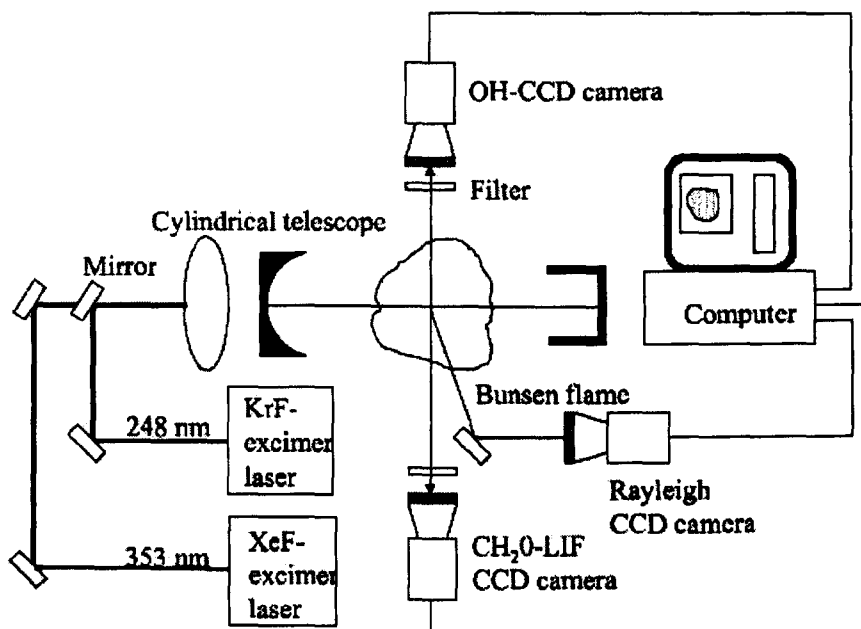 OH-CCD camera
Filter
Cylindrical telescope
Mirror
Computer
Bunsen flame
248 nm
KrF-
excimer
laser
Rayleigh
CCD camera
353 nm
XeF-
excimer
laser
CH₂0-LIF
CCD camera